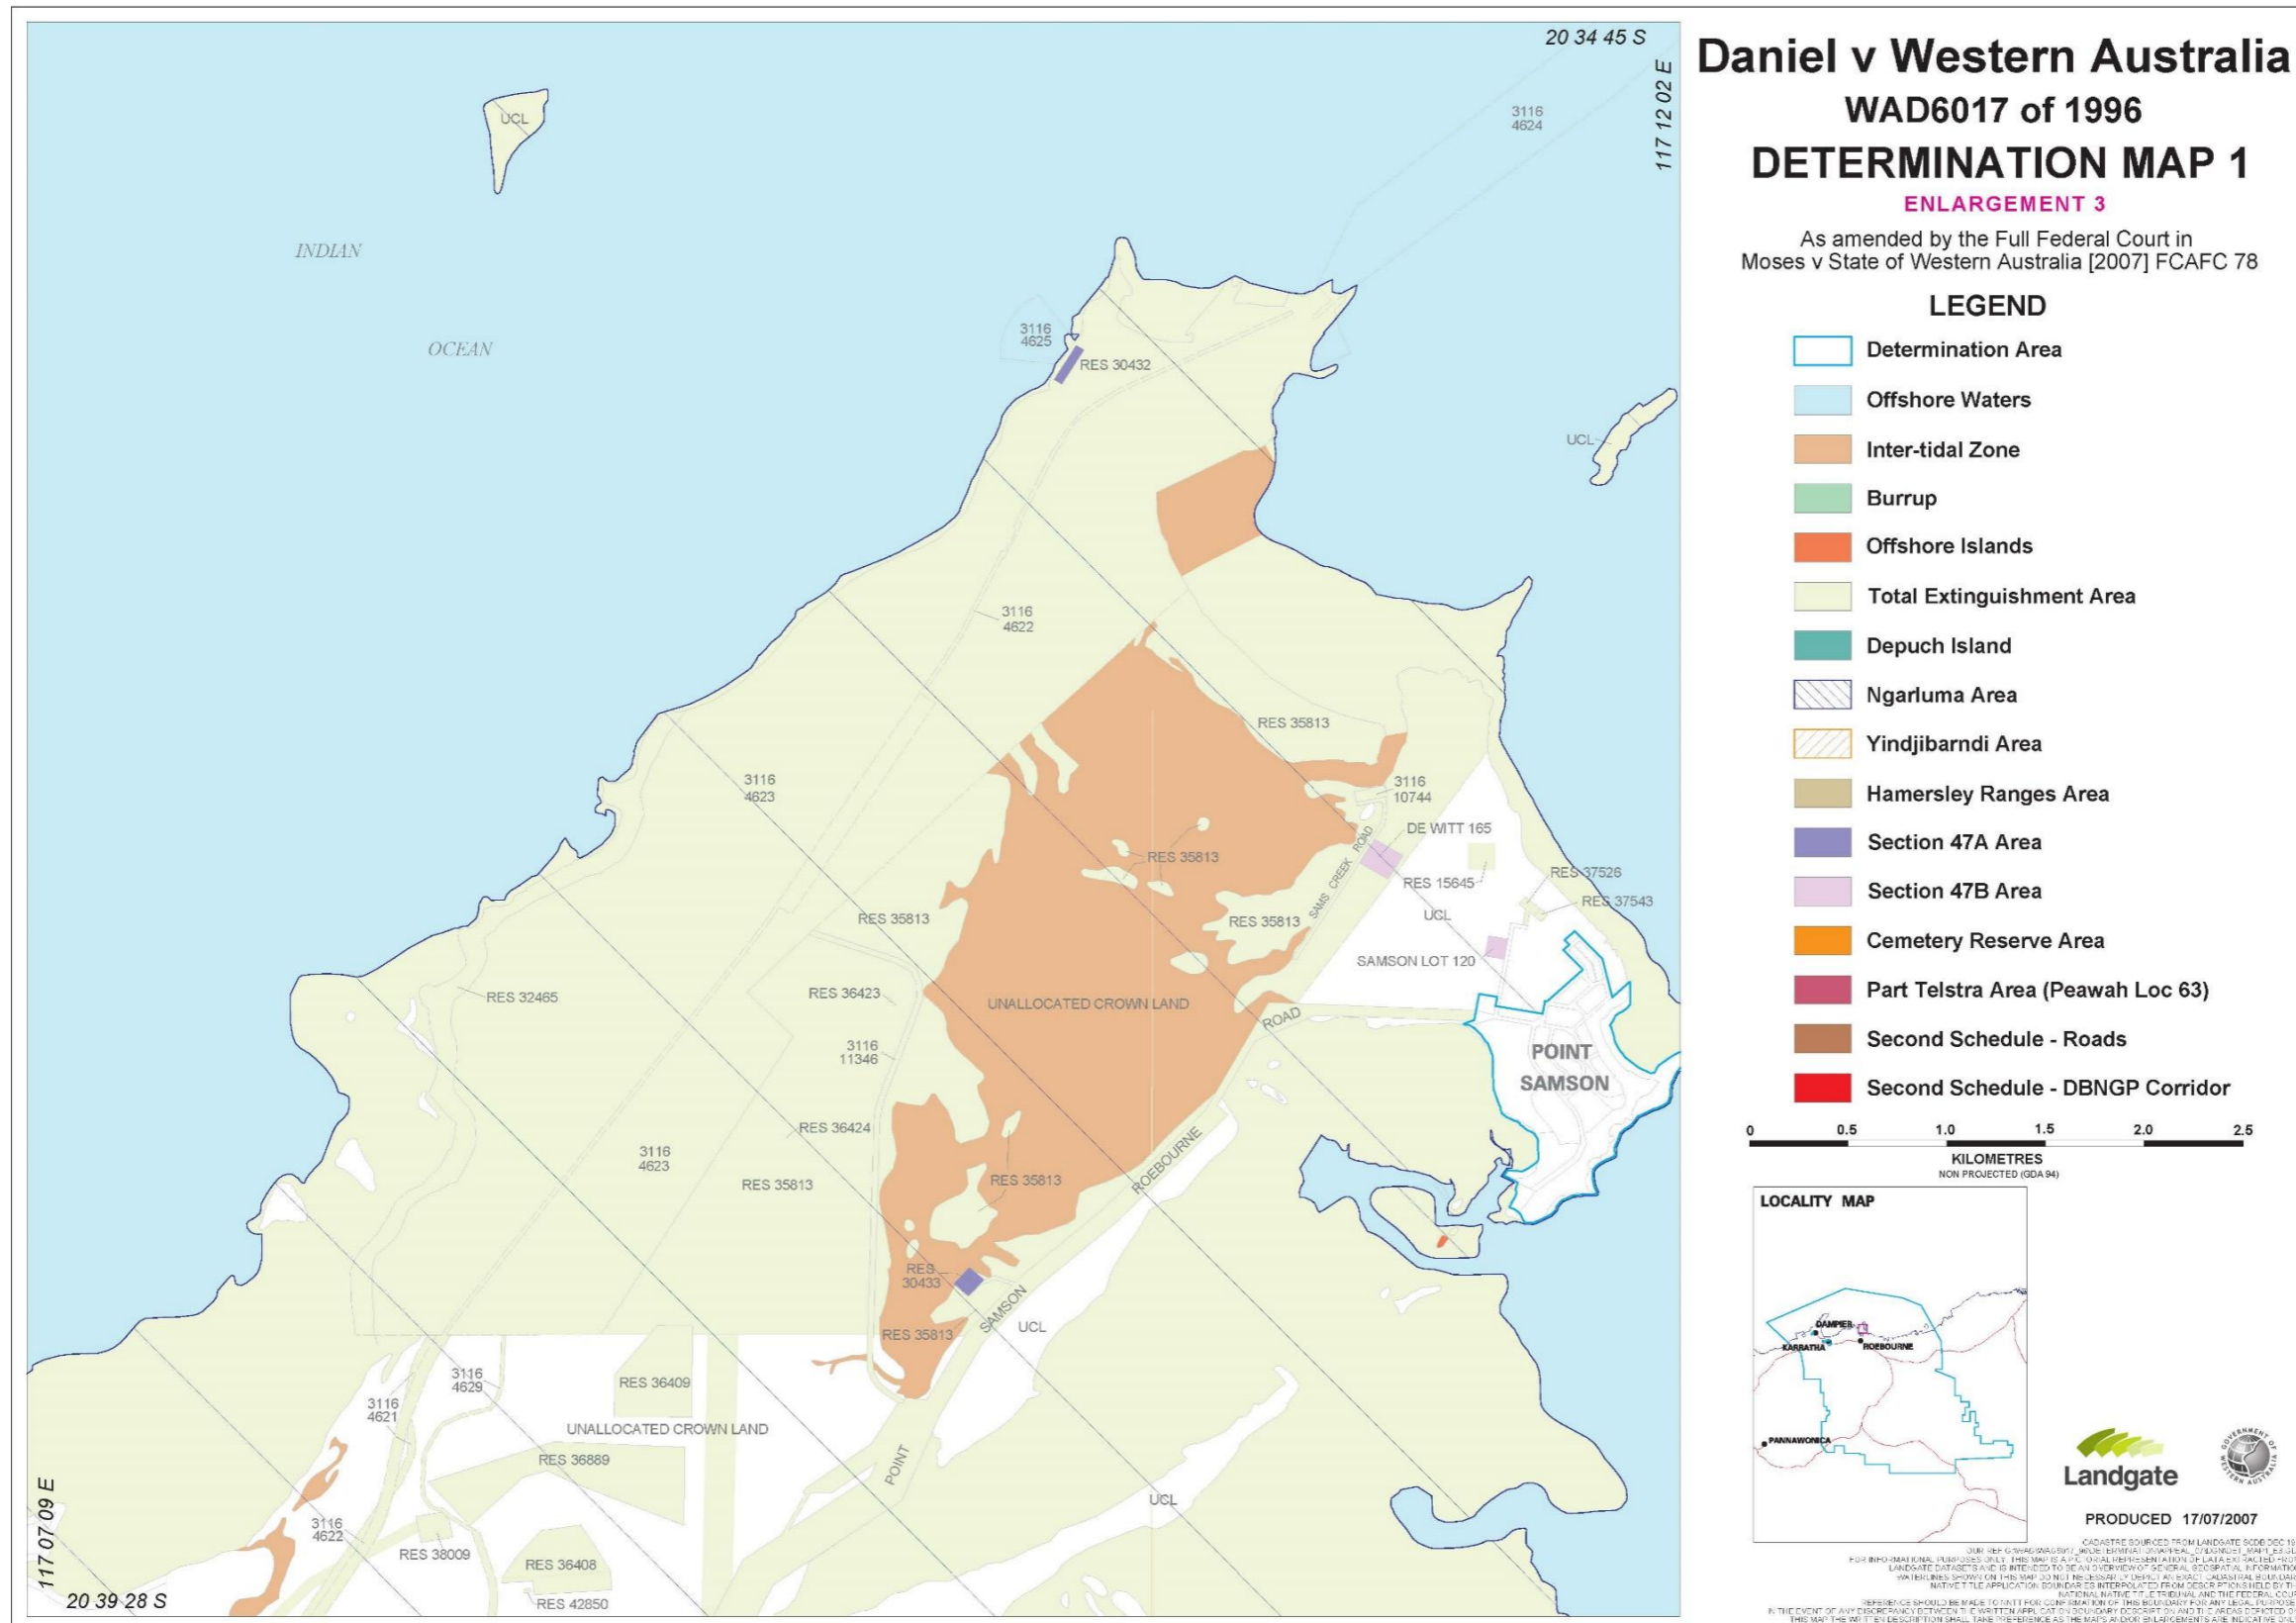 20 34 45 S
117 12 02 E
Daniel v Western Australia
WAD6017 of 1996
DETERMINATION MAP 1
ENLARGEMENT 3
As amended by the Full Federal Court in
Moses v State of Western Australia [2007] FCAFC 78
LEGEND
Determination Area
Offshore Waters
Inter-tidal Zone
Burrup
Offshore Islands
Total Extinguishment Area
Depuch Island
Ngarluma Area
Yindjibarndi Area
Hamersley Ranges Area
Section 47A Area
Section 47B Area
Cemetery Reserve Area
Part Telstra Area (Peawah Loc 63)
Second Schedule - Roads
Second Schedule - DBNGP Corridor
0 0.5 1.0 1.5 2.0 2.5
KILOMETRES
NON PROJECTED (GDA 94)
LOCALITY MAP
DAMPIER
KARRATHA
ROEBOURNE
PANNAWONICA
Landgate
GOVERNMENT OF
WESTERN AUSTRALIA
PRODUCED 17/07/2007
UCL
INDIAN
OCEAN
3116
4624
3116
4625
RES 30432
UCL
3116
4622
RES 35813
3116
4623
3116
10744
DE WITT 165
SAMS CREEK ROAD
RES 35813
RES 15645
RES 37526
RES 37543
UCL
RES 35813
RES 35813
SAMSON LOT 120
RES 32465
RES 36423
UNALLOCATED CROWN LAND
ROAD
3116
11346
POINT
SAMSON
RES 36424
3116
4623
RES 35813
RES 35813
ROEBOURNE
RES
30433
SAMSON
UCL
RES 35813
3116
4629
RES 36409
3116
4621
UNALLOCATED CROWN LAND
RES 36889
POINT
UCL
3116
4622
RES 38009
RES 36408
RES 42850
117 07 09 E
20 39 28 S